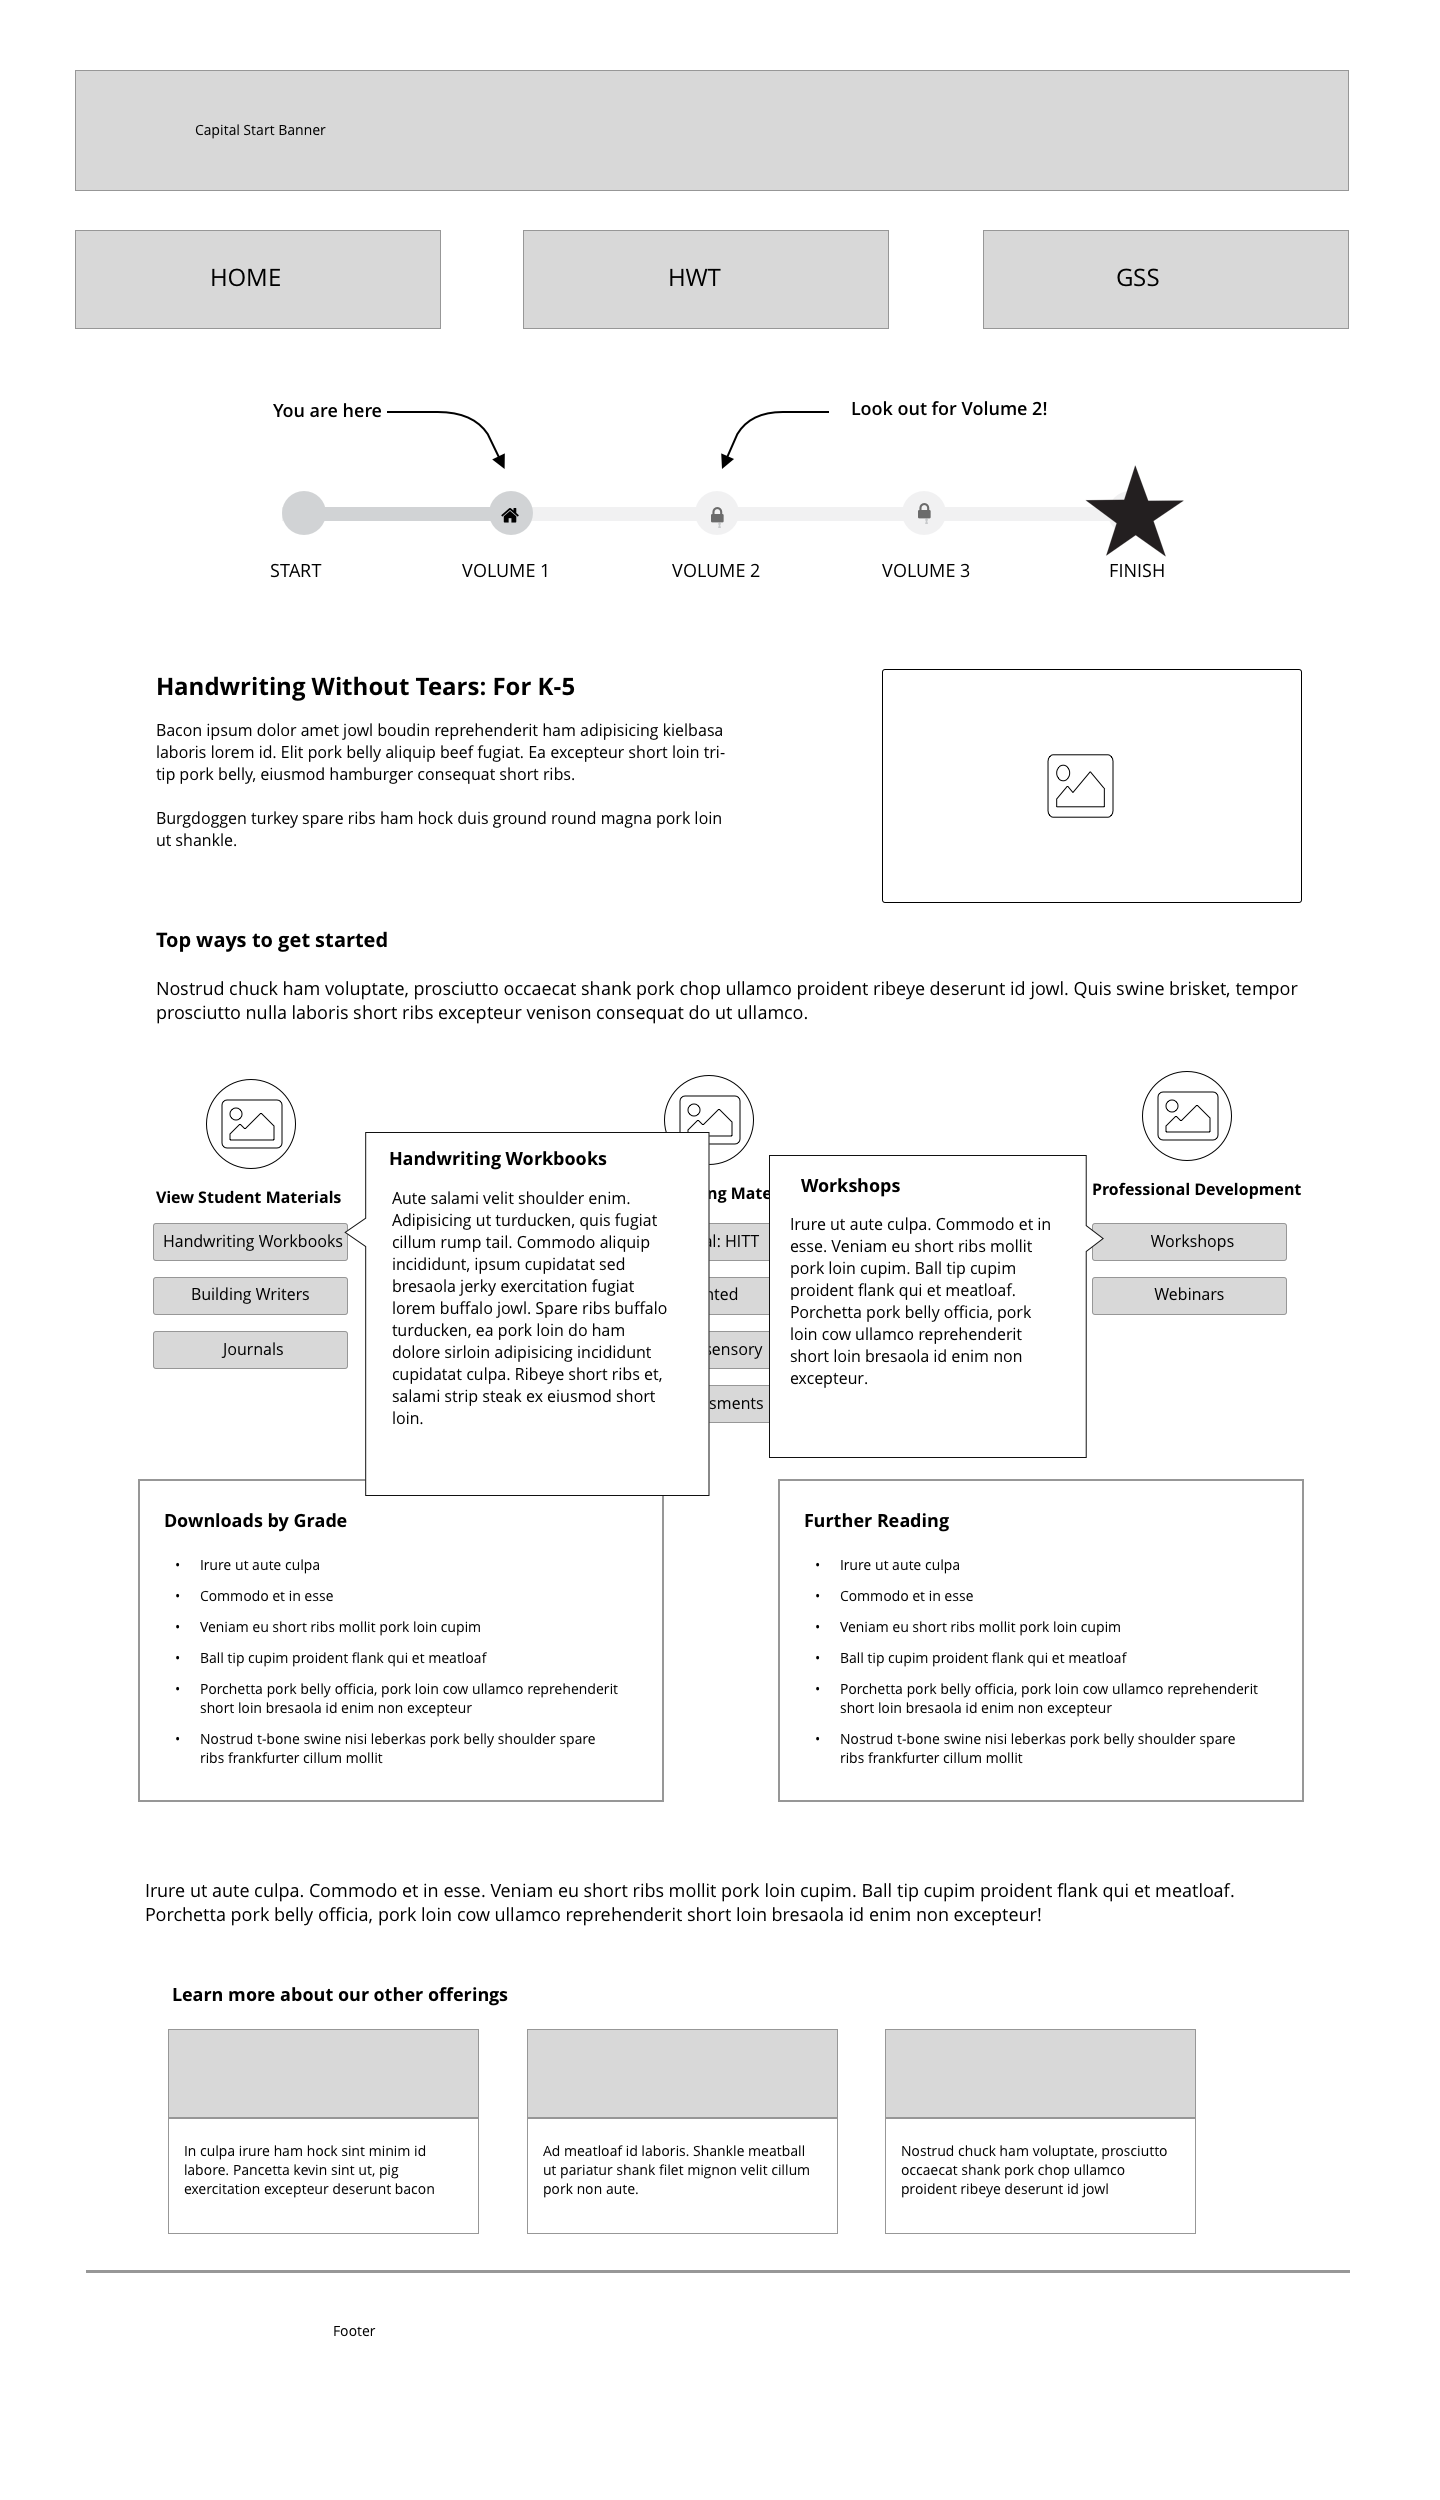 Capital Start Banner
HOME
HWT
GSS
You are here
Look out for Volume 2!
START
VOLUME 1
VOLUME 2
VOLUME 3
FINISH
Handwriting Without Tears: For K-5
Bacon ipsum dolor amet jowl boudin reprehenderit ham adipisicing kielbasa
laboris lorem id. Elit pork belly aliquip beef fugiat. Ea excepteur short loin tri-
tip pork belly, eiusmod hamburger consequat short ribs.
Burgdoggen turkey spare ribs ham hock duis ground round magna pork loin
ut shankle.
Top ways to get started
Nostrud chuck ham voluptate, prosciutto occaecat shank pork chop ullamco proident ribeye deserunt id jowl. Quis swine brisket, tempor
prosciutto nulla laboris short ribs excepteur venison consequat do ut ullamco.
View Student Materials
Handwriting Workbooks
Building Writers
Journals
Handwriting Workbooks
Aute salami velit shoulder enim.
Adipisicing ut turducken, quis fugiat
cillum rump tail. Commodo aliquip
incididunt, ipsum cupidatat sed
bresaola jerky exercitation fugiat
lorem buffalo jowl. Spare ribs buffalo
turducken, ea pork loin do ham
dolore sirloin adipisicing incididunt
cupidatat culpa. Ribeye short ribs et,
salami strip steak ex eiusmod short
loin.
HITT
Workshops
Irure ut aute culpa. Commodo et in
esse. Veniam eu short ribs mollit
pork loin cupim. Ball tip cupim
proident flank qui et meatloaf.
Porchetta pork belly officia, pork
loin cow ullamco reprehenderit
short loin bresaola id enim non
excepteur.
Professional Development
Workshops
Webinars
Downloads by Grade
• Irure ut aute culpa
• Commodo et in esse
• Veniam eu short ribs mollit pork loin cupim
• Ball tip cupim proident flank qui et meatloaf
• Porchetta pork belly officia, pork loin cow ullamco reprehenderit
short loin bresaola id enim non excepteur
• Nostrud t-bone swine nisi leberkas pork belly shoulder spare
ribs frankfurter cillum mollit
Further Reading
• Irure ut aute culpa
• Commodo et in esse
• Veniam eu short ribs mollit pork loin cupim
• Ball tip cupim proident flank qui et meatloaf
• Porchetta pork belly officia, pork loin cow ullamco reprehenderit
short loin bresaola id enim non excepteur
• Nostrud t-bone swine nisi leberkas pork belly shoulder spare
ribs frankfurter cillum mollit
Irure ut aute culpa. Commodo et in esse. Veniam eu short ribs mollit pork loin cupim. Ball tip cupim proident flank qui et meatloaf.
Porchetta pork belly officia, pork loin cow ullamco reprehenderit short loin bresaola id enim non excepteur!
Learn more about our other offerings
In culpa irure ham hock sint minim id
labore. Pancetta kevin sint ut, pig
exercitation excepteur deserunt bacon
Ad meatloaf id laboris. Shankle meatball
ut pariatur shank filet mignon velit cillum
pork non aute.
Nostrud chuck ham voluptate, prosciutto
occaecat shank pork chop ullamco
proident ribeye deserunt id jowl
Footer